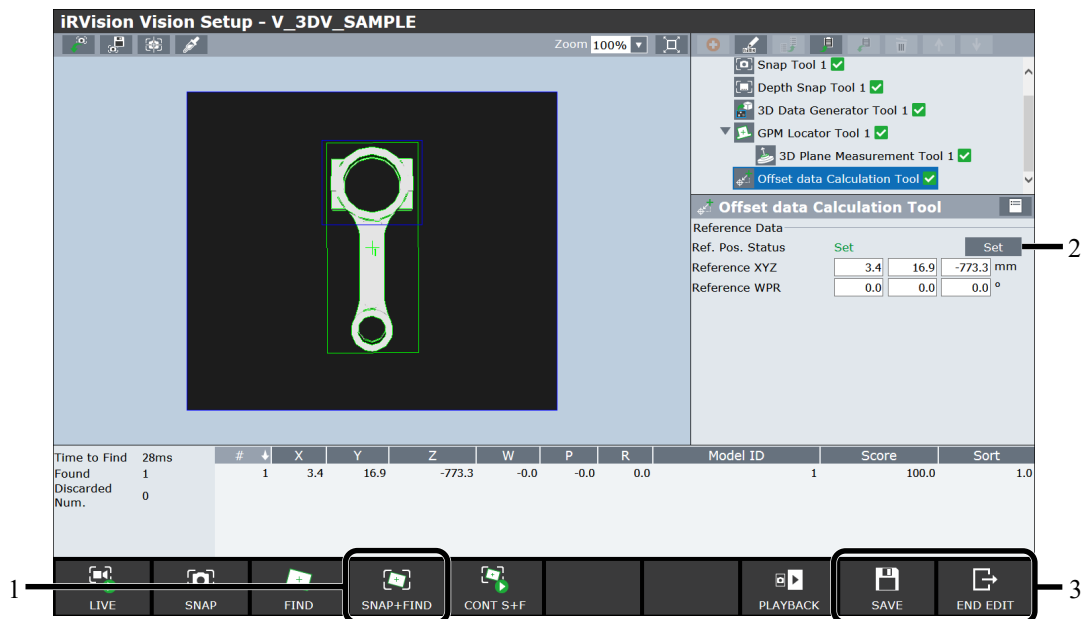 iRVision Vision Setup - V_3DV_SAMPLE
Zoom 100%
Snap Tool 1
Depth Snap Tool 1
3D Data Generator Tool 1
GPM Locator Tool 1
3D Plane Measurement Tool 1
Offset data Calculation Tool
Offset data Calculation Tool
Reference Data
Ref. Pos. Status Set Set
2
Reference XYZ 3.4 16.9 -773.3 mm
Reference WPR 0.0 0.0 0.0 °
Time to Find 28ms
Found 1
Discarded Num. 0
# X Y Z W P R Model ID Score Sort
1 3.4 16.9 -773.3 -0.0 -0.0 0.0 1 100.0 1.0
1
LIVE SNAP FIND SNAP+FIND CONT S+F PLAYBACK SAVE END EDIT
3